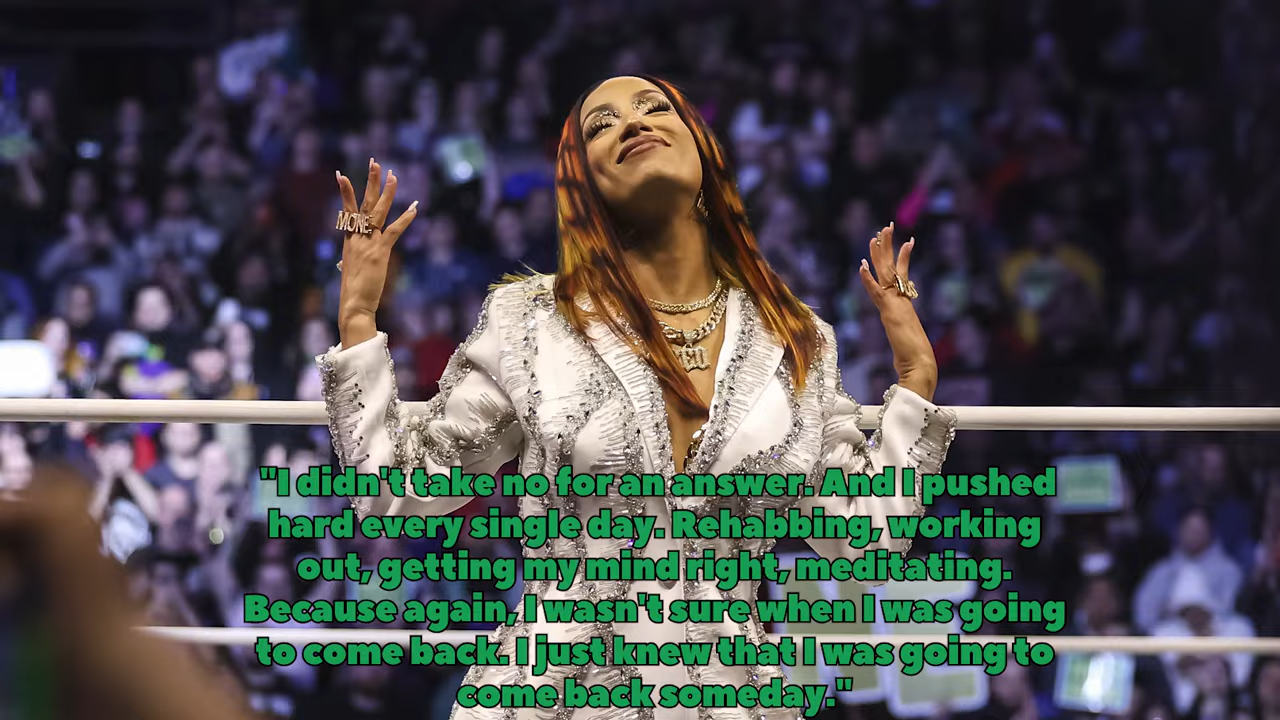 MONE
"I didn't take no for an answer. And I pushed
hard every single day. Rehabbing, working
out, getting my mind right, meditating.
Because again, I wasn't sure when I was going
to come back. I just knew that I was going to
come back someday."